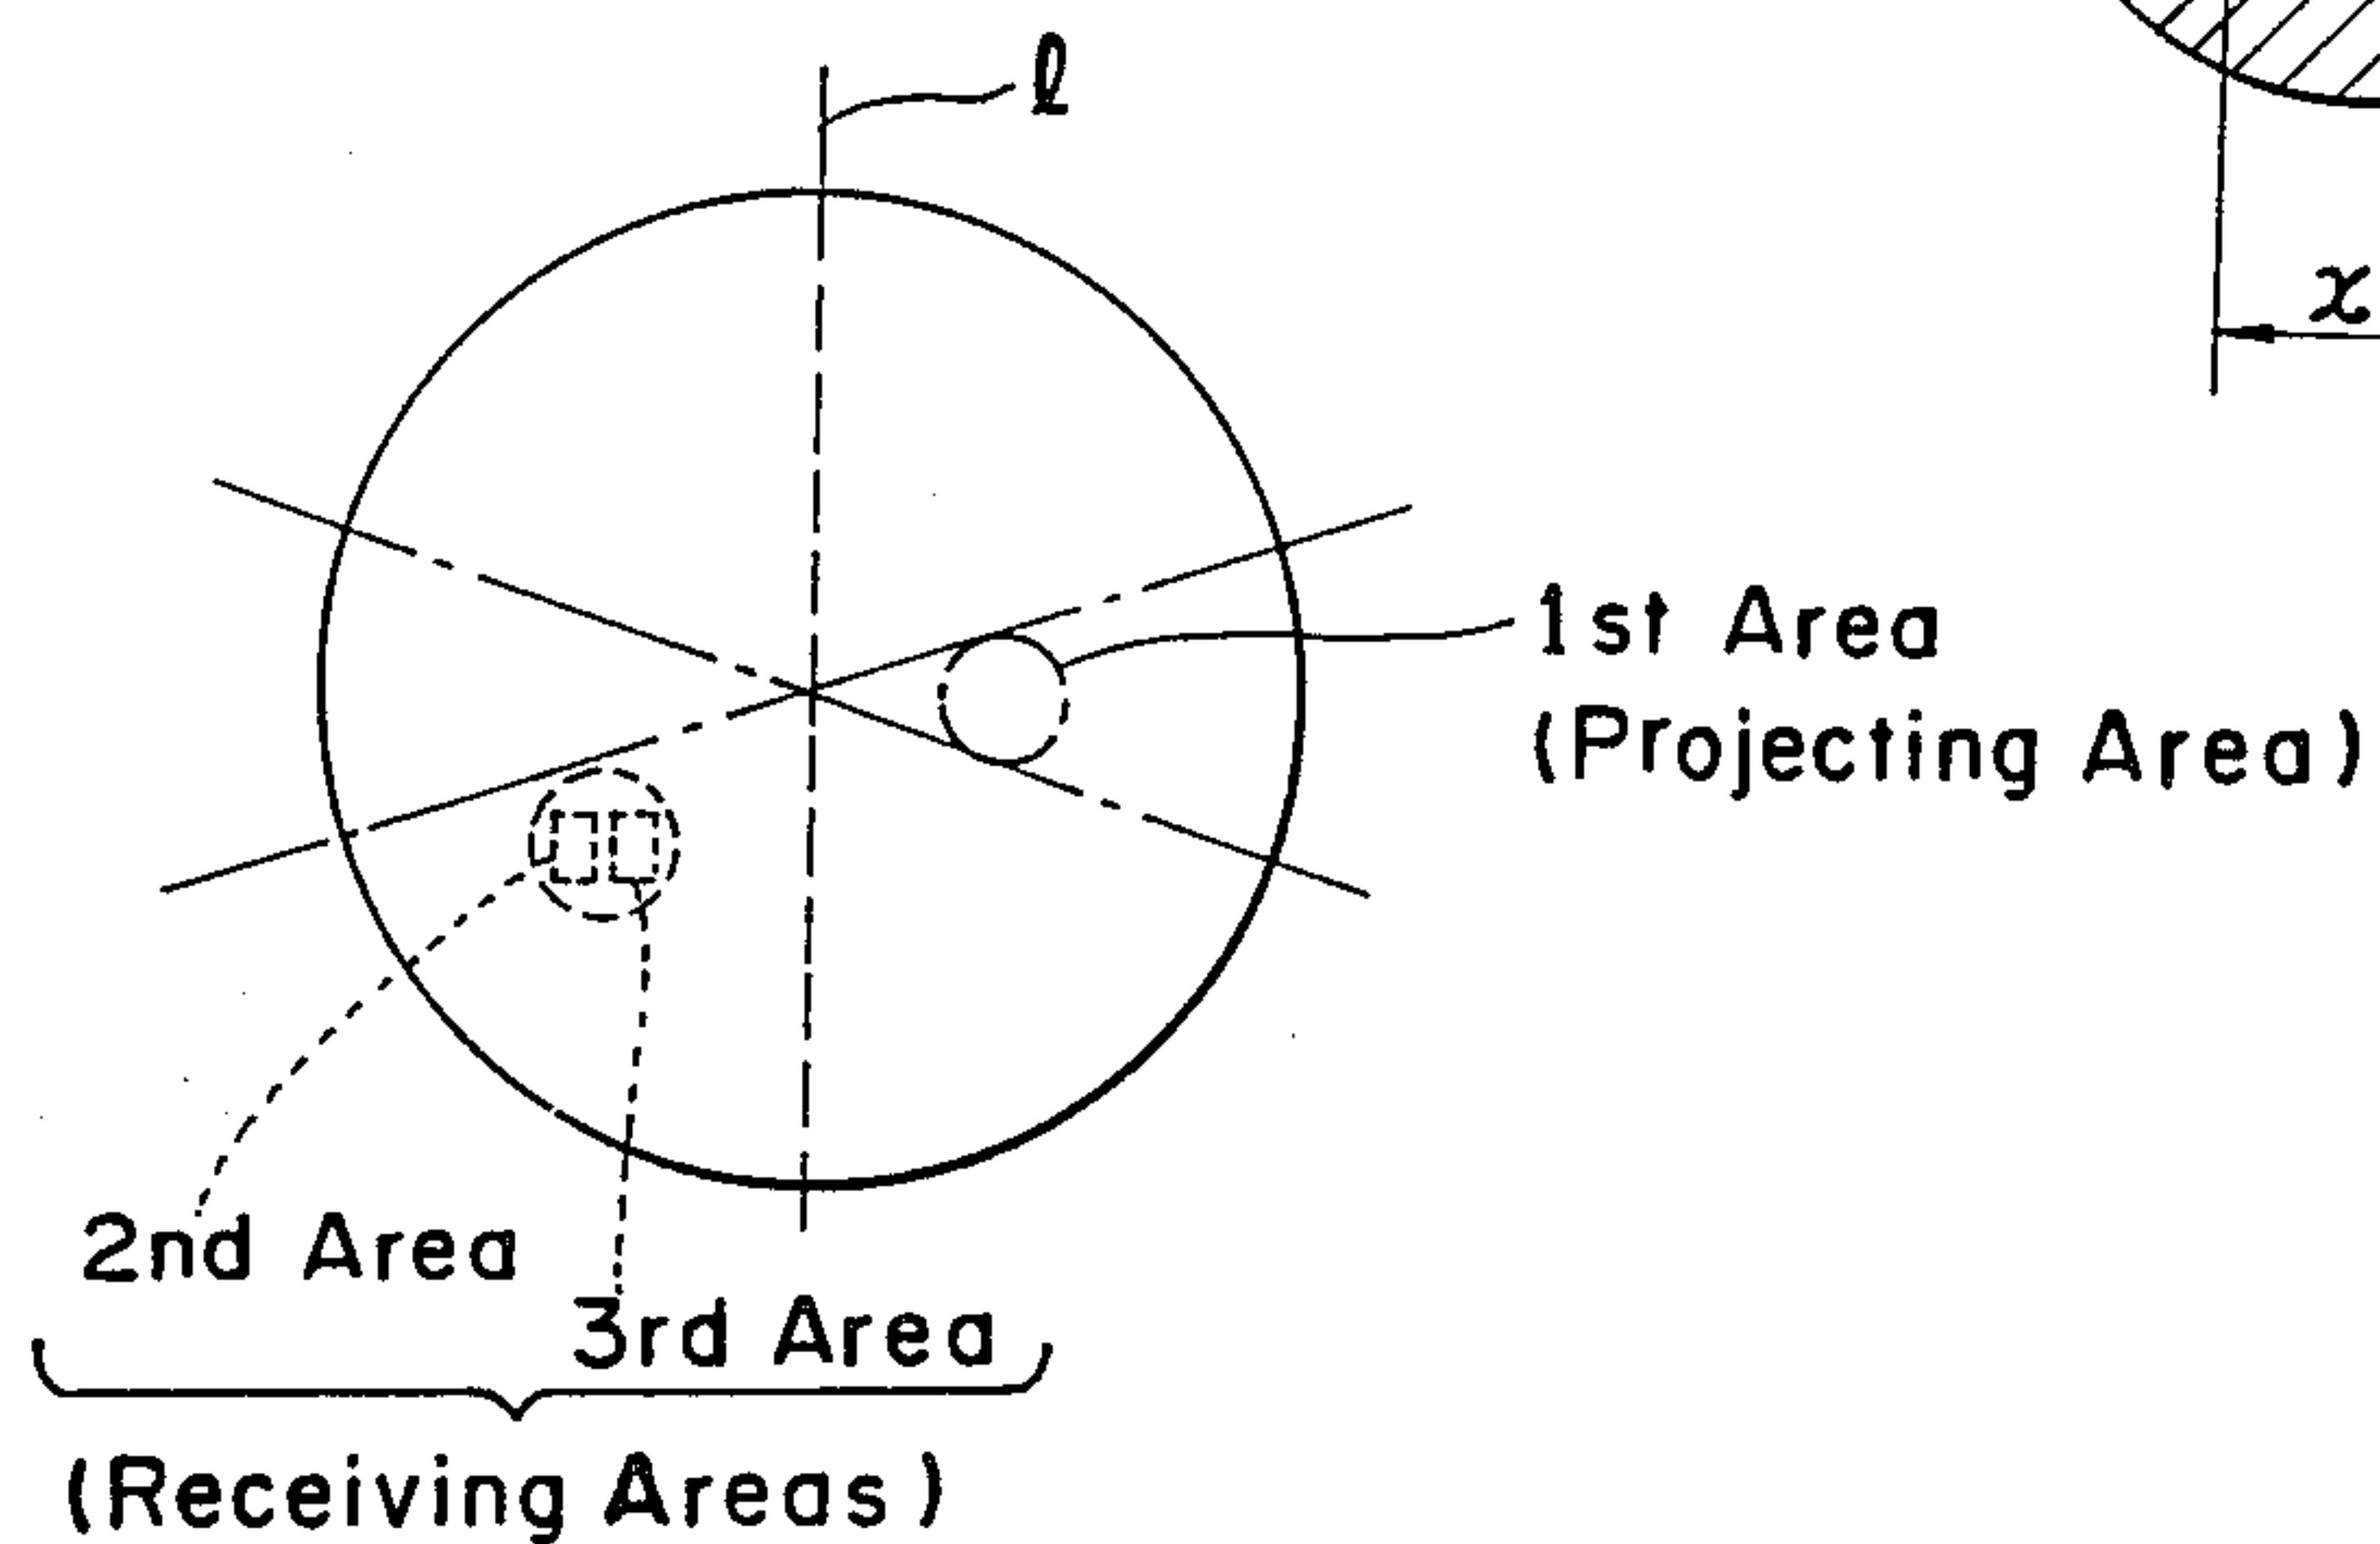 ℓ
x
1st Area
(Projecting Area)
2nd Area
3rd Area
(Receiving Areas)